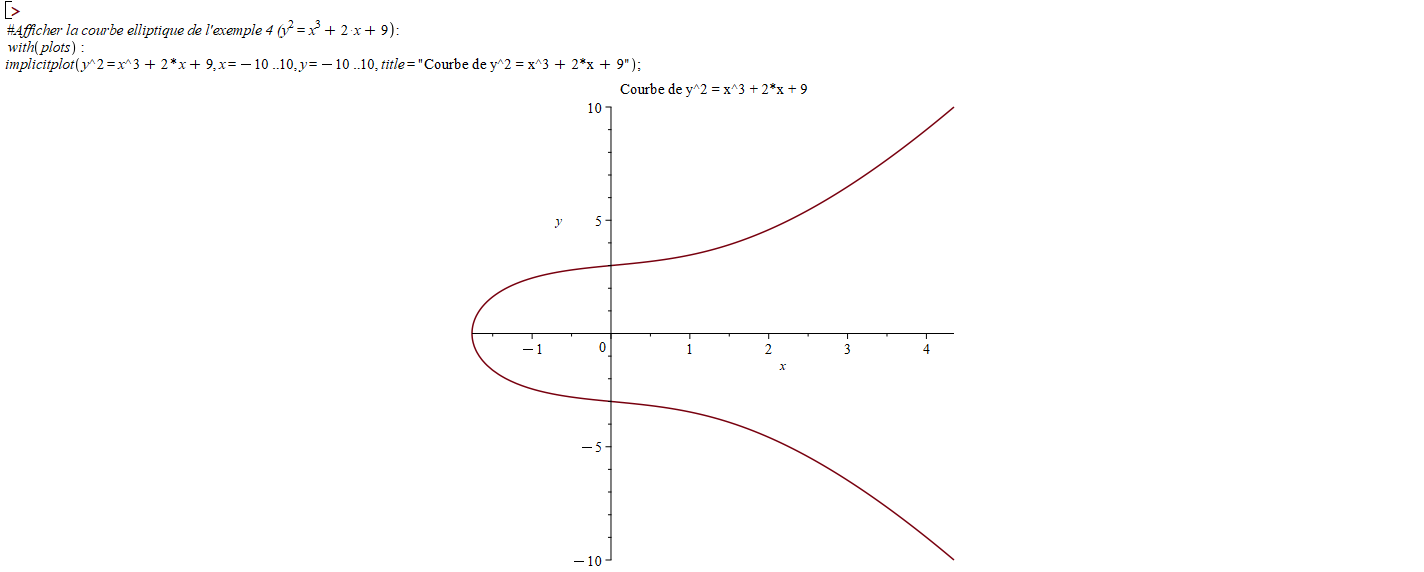 >
#Afficher la courbe elliptique de l'exemple 4 (y² = x³ + 2·x + 9):
with(plots) :
implicitplot(y^2=x^3 + 2*x + 9, x= − 10 ..10, y= − 10 ..10, title = "Courbe de y^2 = x^3 + 2*x + 9");
Courbe de y^2 = x^3 + 2*x + 9
10
y 5
−1 0 1 2 3 4
x
−5
−10